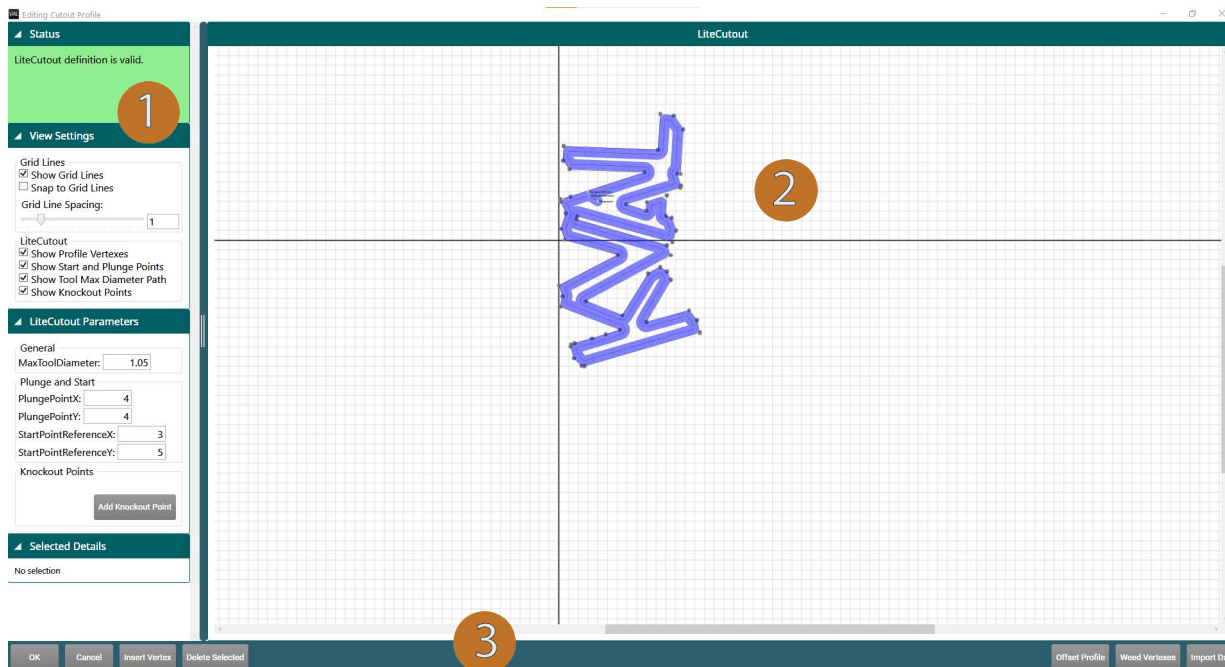 Editing Cutout Profile
Status
LiteCutout
LiteCutout definition is valid.
1
View Settings
Grid Lines
Show Grid Lines
Snap to Grid Lines
Grid Line Spacing:
1
LiteCutout
Show Profile Vertexes
Show Start and Plunge Points
Show Tool Max Diameter Path
Show Knockout Points
2
LiteCutout Parameters
General
MaxToolDiameter: 1.05
Plunge and Start
PlungePointX: 4
PlungePointY: 4
StartPointReferenceX: 3
StartPointReferenceY: 5
Knockout Points
Add Knockout Point
Selected Details
No selection
3
OK Cancel Insert Vertex Delete Selected Offset Profile Weed Vertexes Import